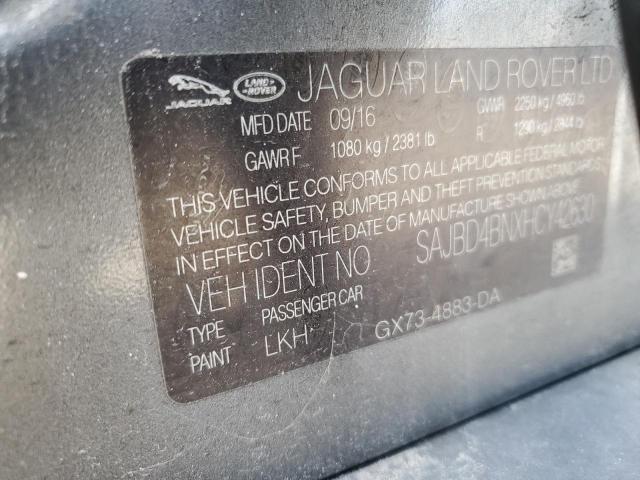 JAGUAR LAND ROVER JAGUAR LAND ROVER LTD
MFD DATE 09/16 GVWR 2250 kg / 4960 lb
GAWR F 1080 kg / 2381 lb R 1290 kg / 2844 lb
THIS VEHICLE CONFORMS TO ALL APPLICABLE FEDERAL MOTOR
VEHICLE SAFETY, BUMPER AND THEFT PREVENTION STANDARDS
IN EFFECT ON THE DATE OF MANUFACTURE SHOWN ABOVE
VEH IDENT NO SAJBD4BNXHCY42630
TYPE PASSENGER CAR
PAINT LKH GX73-4883-DA